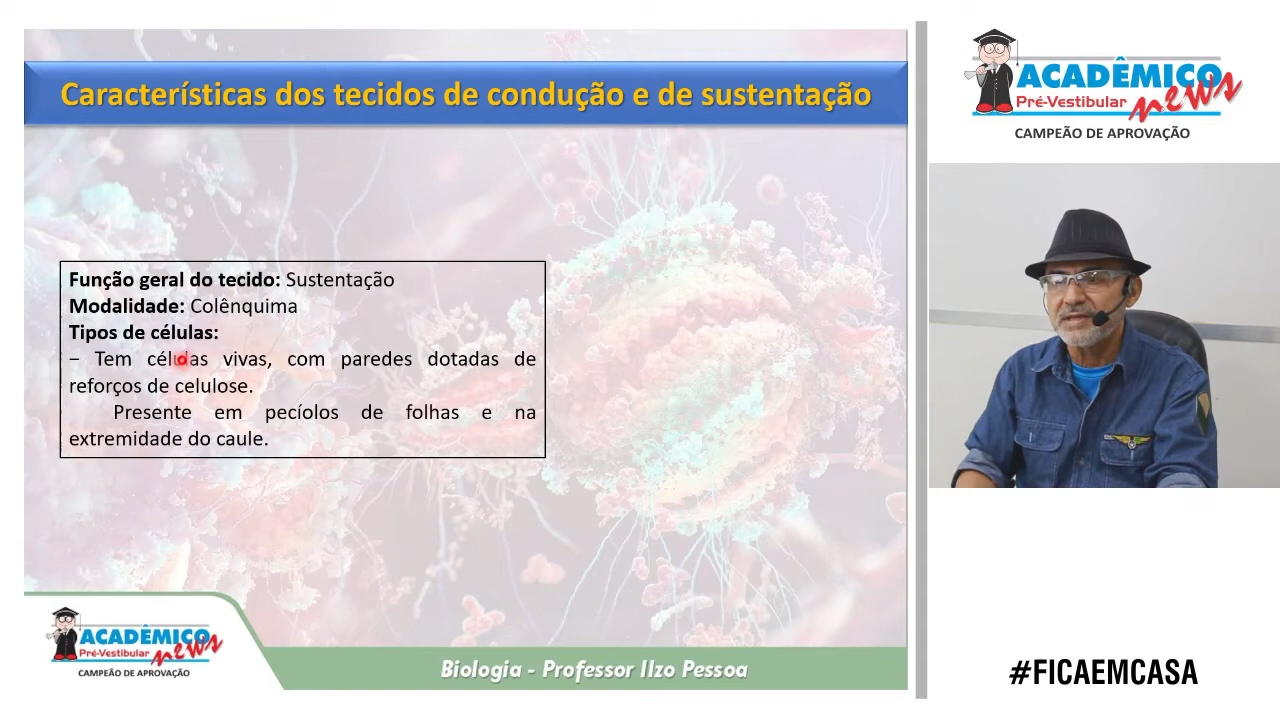 Características dos tecidos de condução e de sustentação
Função geral do tecido: Sustentação
Modalidade: Colênquima
Tipos de células:
− Tem células vivas, com paredes dotadas de
reforços de celulose.
Presente em pecíolos de folhas e na
extremidade do caule.
ACADÊMICO
Pré-Vestibular news
CAMPEÃO DE APROVAÇÃO
Biologia - Professor Ilzo Pessoa
ACADÊMICO
Pré-Vestibular news
CAMPEÃO DE APROVAÇÃO
#FICAEMCASA